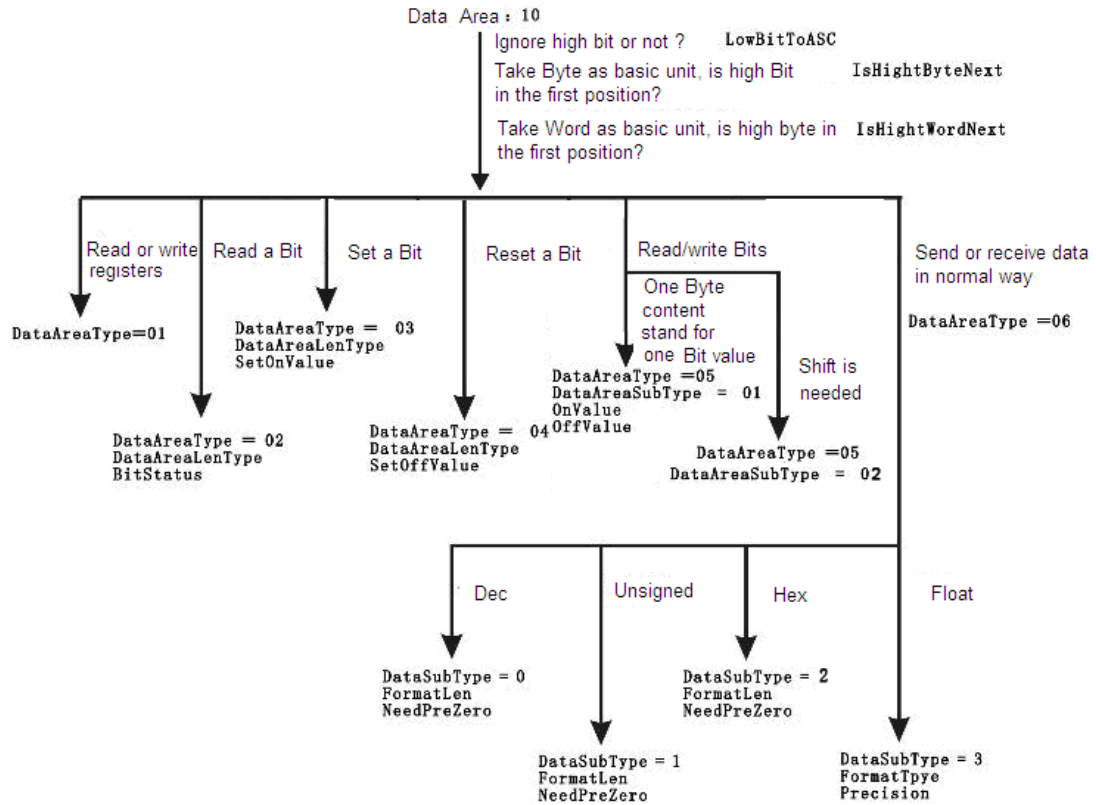 Data Area : 10
Ignore high bit or not ? LowBitToASC
Take Byte as basic unit, is high Bit IsHightByteNext
in the first position?
Take Word as basic unit, is high byte in IsHightWordNext
the first position?
Read or write
registers
Read a Bit
Set a Bit
Reset a Bit
Read/write Bits
Send or receive data
in normal way
One Byte
content
stand for
one Bit value
Shift is
needed
DataAreaType=01
DataAreaType = 02
DataAreaLenType
BitStatus
DataAreaType = 03
DataAreaLenType
SetOnValue
DataAreaType = 04
DataAreaLenType
SetOffValue
DataAreaType =05
DataAreaSubType = 01
OnValue
OffValue
DataAreaType =05
DataAreaSubType = 02
DataAreaType =06
Dec
Unsigned
Hex
Float
DataSubType = 0
FormatLen
NeedPreZero
DataSubType = 1
FormatLen
NeedPreZero
DataSubType = 2
FormatLen
NeedPreZero
DataSubType = 3
FormatTpye
Precision